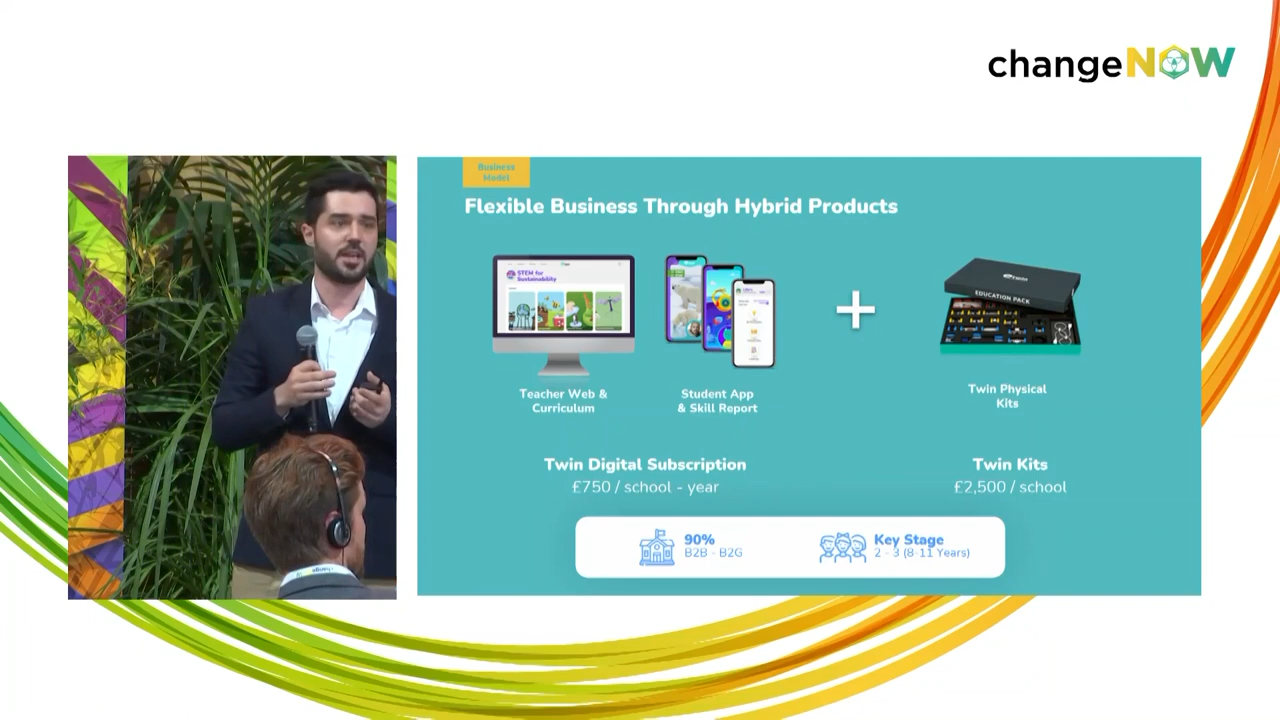 changeNOW
Business
Model
Flexible Business Through Hybrid Products
STEM for
Sustainability
twin
EDUCATION PACK
Teacher Web &
Curriculum
Student App
& Skill Report
Twin Physical
Kits
Twin Digital Subscription
£750 / school - year
Twin Kits
£2,500 / school
90%
B2B - B2G
Key Stage
2 - 3 (8-11 Years)